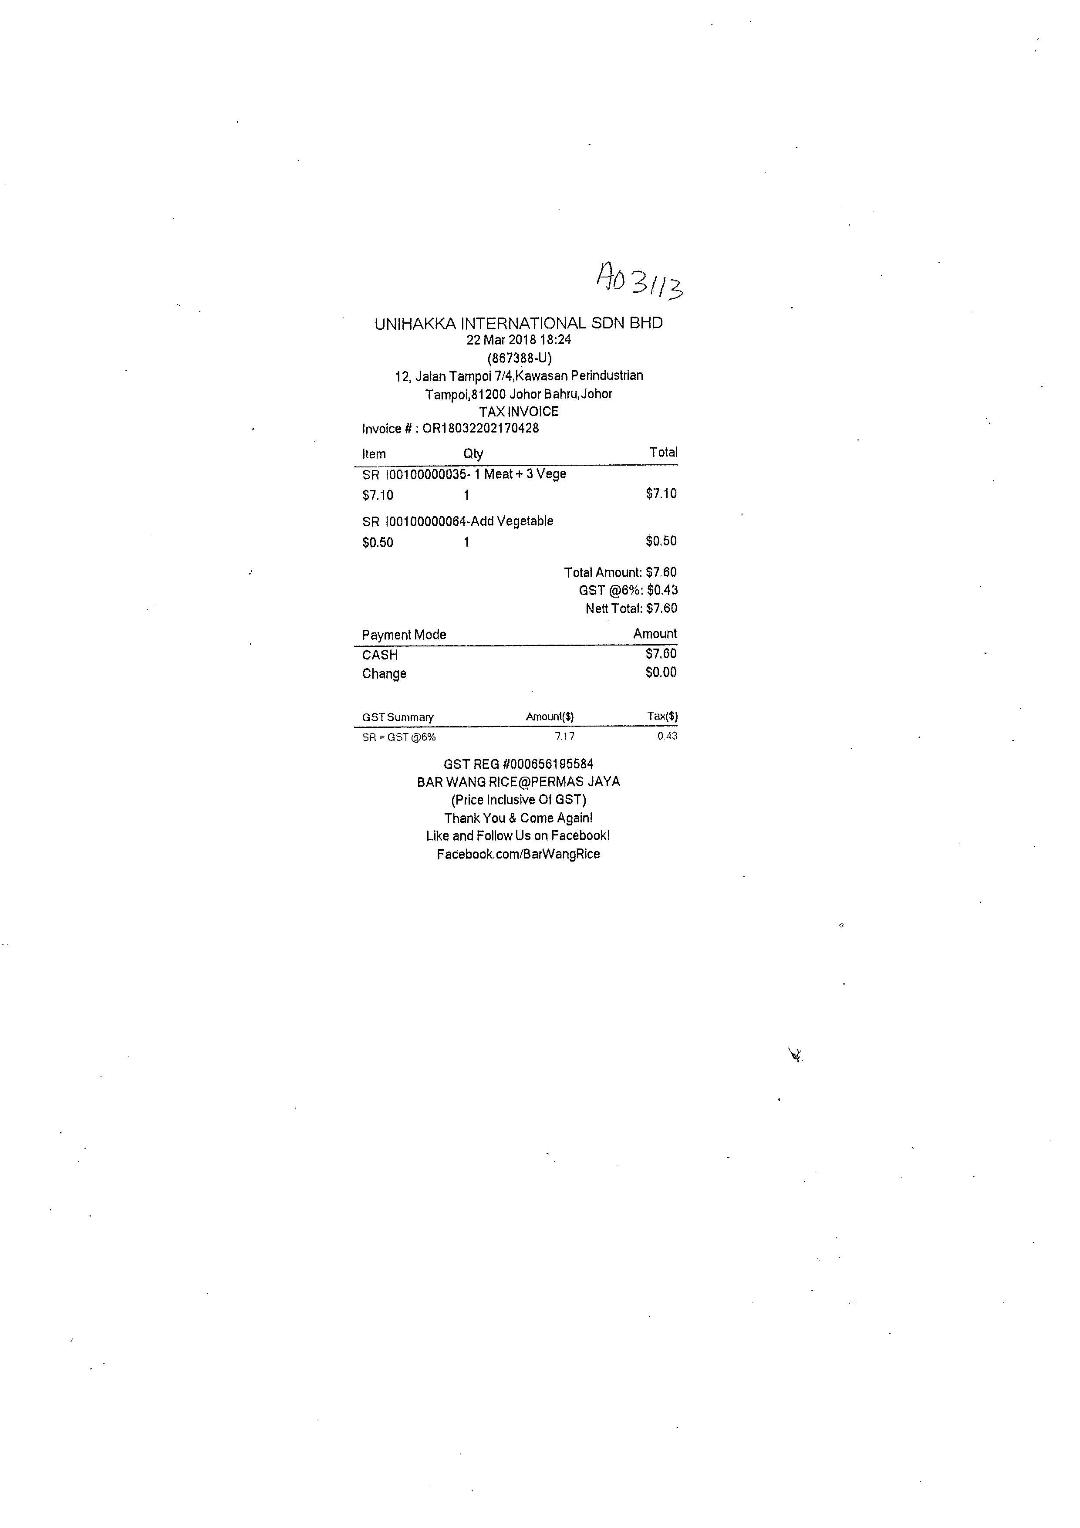 A03113
UNIHAKKA INTERNATIONAL SDN BHD
22 Mar 2018 18:24
(867388-U)
12, Jalan Tampoi 7/4,Kawasan Perindustrian
Tampoi,81200 Johor Bahru,Johor
TAX INVOICE
Invoice # : OR18032202170428
Item Qty Total
SR I00100000035- 1 Meat + 3 Vege
$7.10 1 $7.10
SR I00100000064-Add Vegetable
$0.50 1 $0.50
Total Amount: $7.60
GST @6%: $0.43
Nett Total: $7.60
Payment Mode Amount
CASH $7.60
Change $0.00
GST Summary Amount($) Tax($)
SR = GST @6% 7.17 0.43
GST REG #000656195584
BAR WANG RICE@PERMAS JAYA
(Price Inclusive Of GST)
Thank You & Come Again!
Like and Follow Us on Facebook!
Facebook.com/BarWangRice